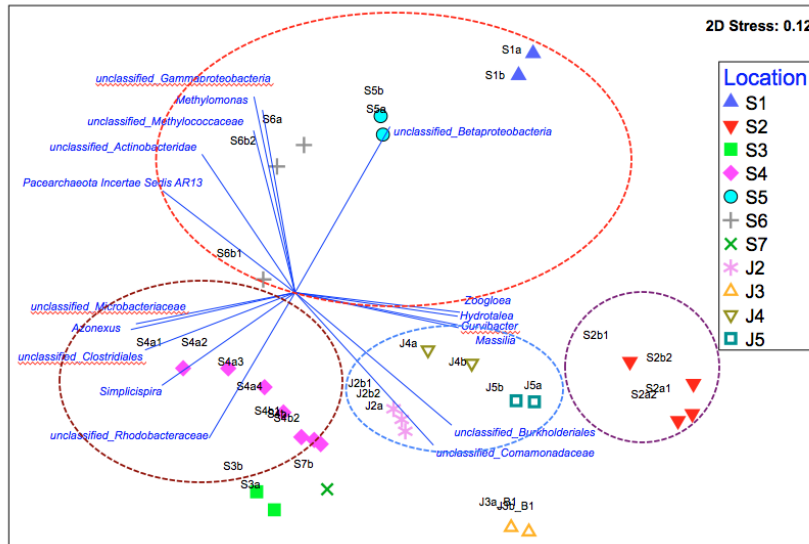 2D Stress: 0.12
Location
S1
S2
S3
S4
S5
S6
S7
J2
J3
J4
J5
S1a
S1b
unclassified_Gammaproteobacteria
Methylomonas
S5b
S5a
unclassified_Methylococcaceae
S6a
S6b2
unclassified_Betaproteobacteria
unclassified_Actinobacteridae
Pacearchaeota Incertae Sedis AR13
S6b1
unclassified_Microbacteriaceae
Zoogloea
Azonexus
Hydrotalea
Curvibacter
Massilia
S4a1 S4a2
J4a
S2b1
unclassified_Clostridiales
S4a3
J4b
S2b2
Simplicispira
S4a4
J2b1
J2b2
J5b
J5a
S2a1
S2a2
J2a
S4b1
S4b2
unclassified_Rhodobacteraceae
unclassified_Burkholderiales
unclassified_Comamonadaceae
S3b
S7b
S3a
J3a_B1
J3b_B1